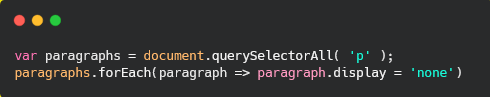 var paragraphs = document.querySelectorAll( 'p' );
paragraphs.forEach(paragraph => paragraph.display = 'none')